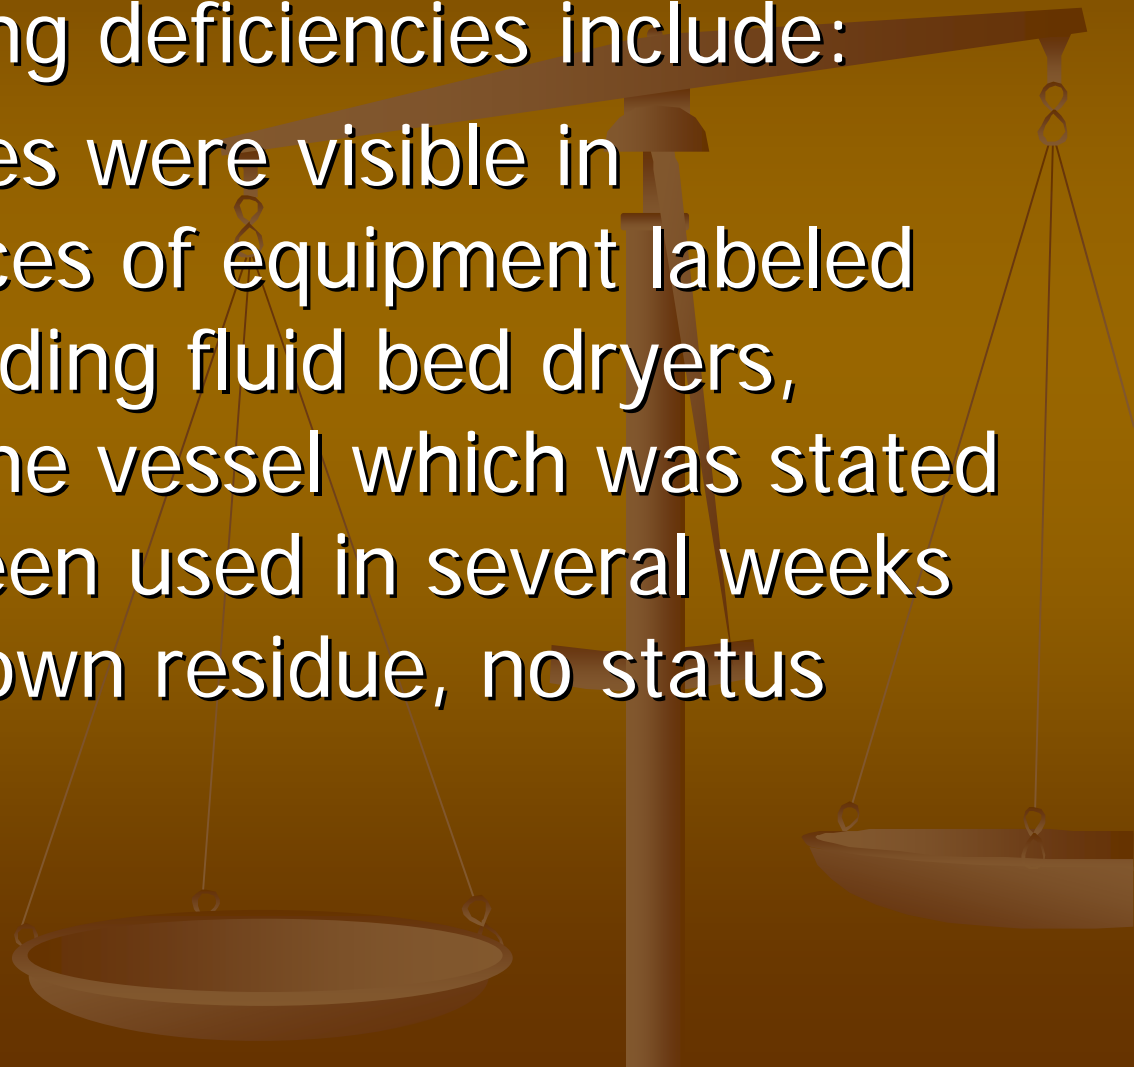 ng deficiencies include:
es were visible in
ces of equipment labeled
ding fluid bed dryers,
ne vessel which was stated
een used in several weeks
own residue, no status